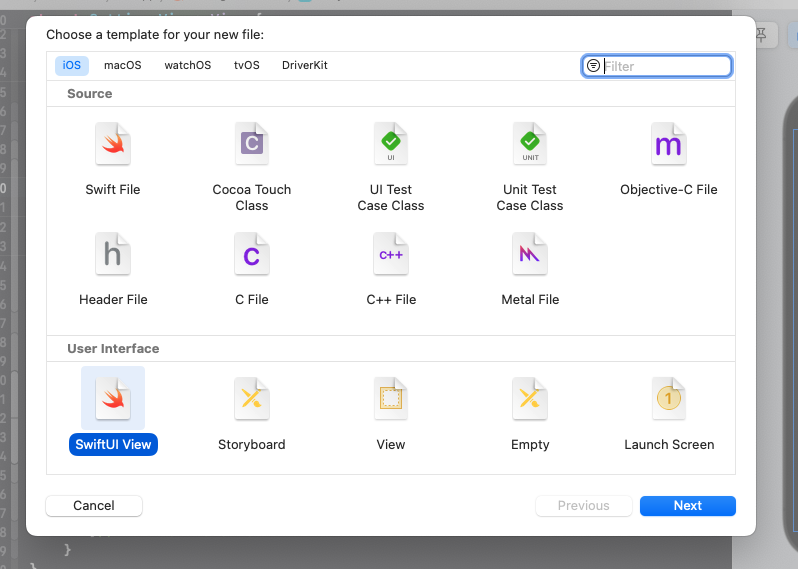 Choose a template for your new file:
iOS macOS watchOS tvOS DriverKit Filter
Source
Swift File
Cocoa Touch
Class
UI
UI Test
Case Class
UNIT
Unit Test
Case Class
m
Objective-C File
h
Header File
C
C File
C++
C++ File
Metal File
User Interface
SwiftUI View
Storyboard
View
Empty
1
Launch Screen
Cancel Previous Next
}